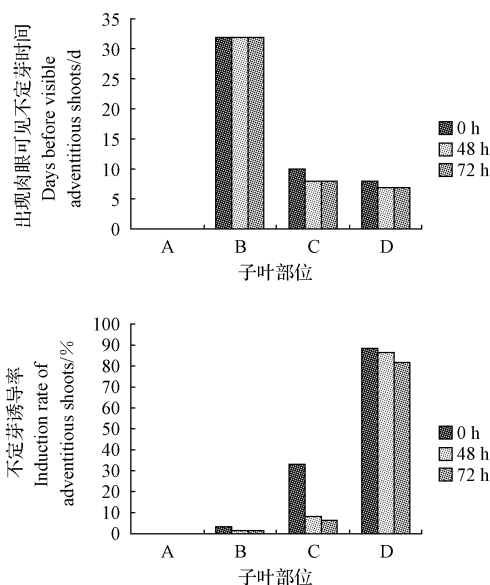 出现肉眼可见不定芽时间
Days before visible
adventitious shoots/d
35
30
25
20
15
10
5
0
A B C D
子叶部位
0 h
48 h
72 h
不定芽诱导率
Induction rate of
adventitious shoots/%
100
90
80
70
60
50
40
30
20
10
0
A B C D
子叶部位
0 h
48 h
72 h